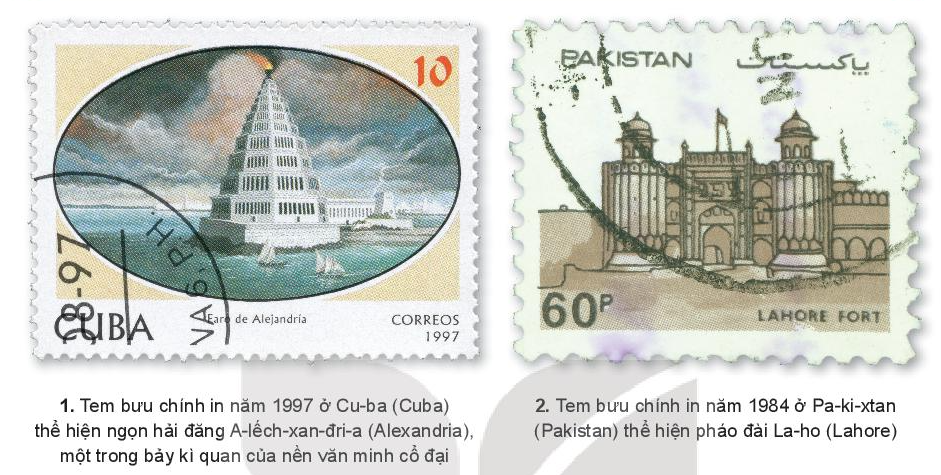 10
Faro de Alejandría
CORREOS
1997
CUBA
08-97
PAKISTAN پاکستان
60P
LAHORE FORT
1. Tem bưu chính in năm 1997 ở Cu-ba (Cuba)
thể hiện ngọn hải đăng A-lếch-xan-đri-a (Alexandria),
một trong bảy kì quan của nền văn minh cổ đại
2. Tem bưu chính in năm 1984 ở Pa-ki-xtan
(Pakistan) thể hiện pháo đài La-ho (Lahore)